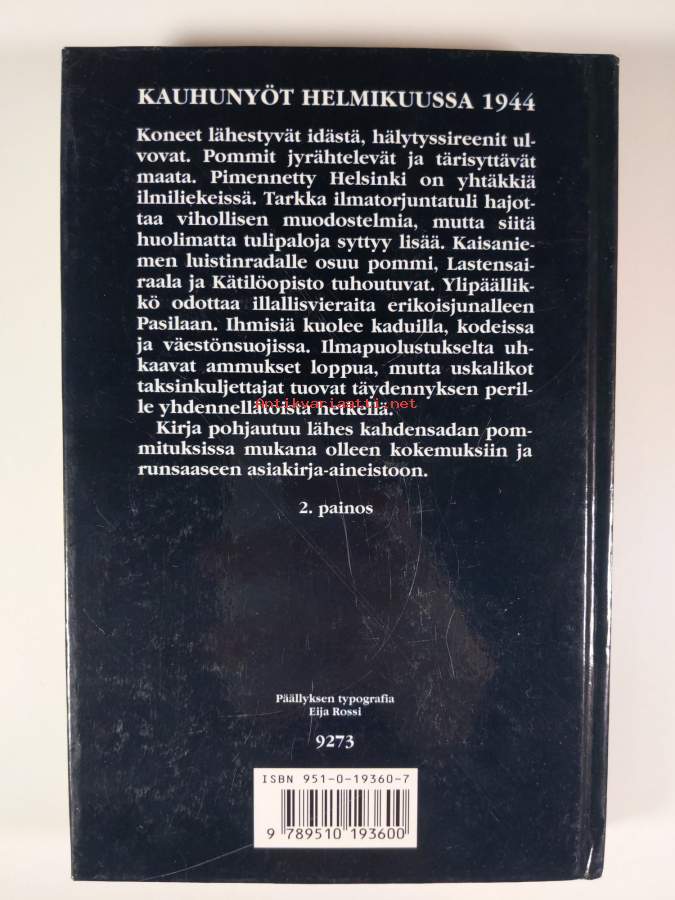 KAUHUNYÖT HELMIKUUSSA 1944
Koneet lähestyvät idästä, hälytyssireenit ul-
vovat. Pommit jyrähtelevät ja tärisyttävät
maata. Pimennetty Helsinki on yhtäkkiä
ilmiliekeissä. Tarkka ilmatorjuntatuli hajot-
taa vihollisen muodostelmia, mutta siitä
huolimatta tulipaloja syttyy lisää. Kaisanie-
men luistinradalle osuu pommi, Lastensai-
raala ja Kätilöopisto tuhoutuvat. Ylipäällik-
kö odottaa illallisvieraita erikoisjunalleen
Pasilaan. Ihmisiä kuolee kaduilla, kodeissa
ja väestönsuojissa. Ilmapuolustukselta uh-
kaavat ammukset loppua, mutta uskalikot
taksinkuljettajat tuovat täydennyksen peril-
le yhdennellätoista hetkellä.
antikvariaatti.net
Kirja pohjautuu lähes kahdensadan pom-
mituksissa mukana olleen kokemuksiin ja
runsaaseen asiakirja-aineistoon.
2. painos
Päällyksen typografia
Eija Rossi
9273
ISBN 951-0-19360-7
9 789510 193600